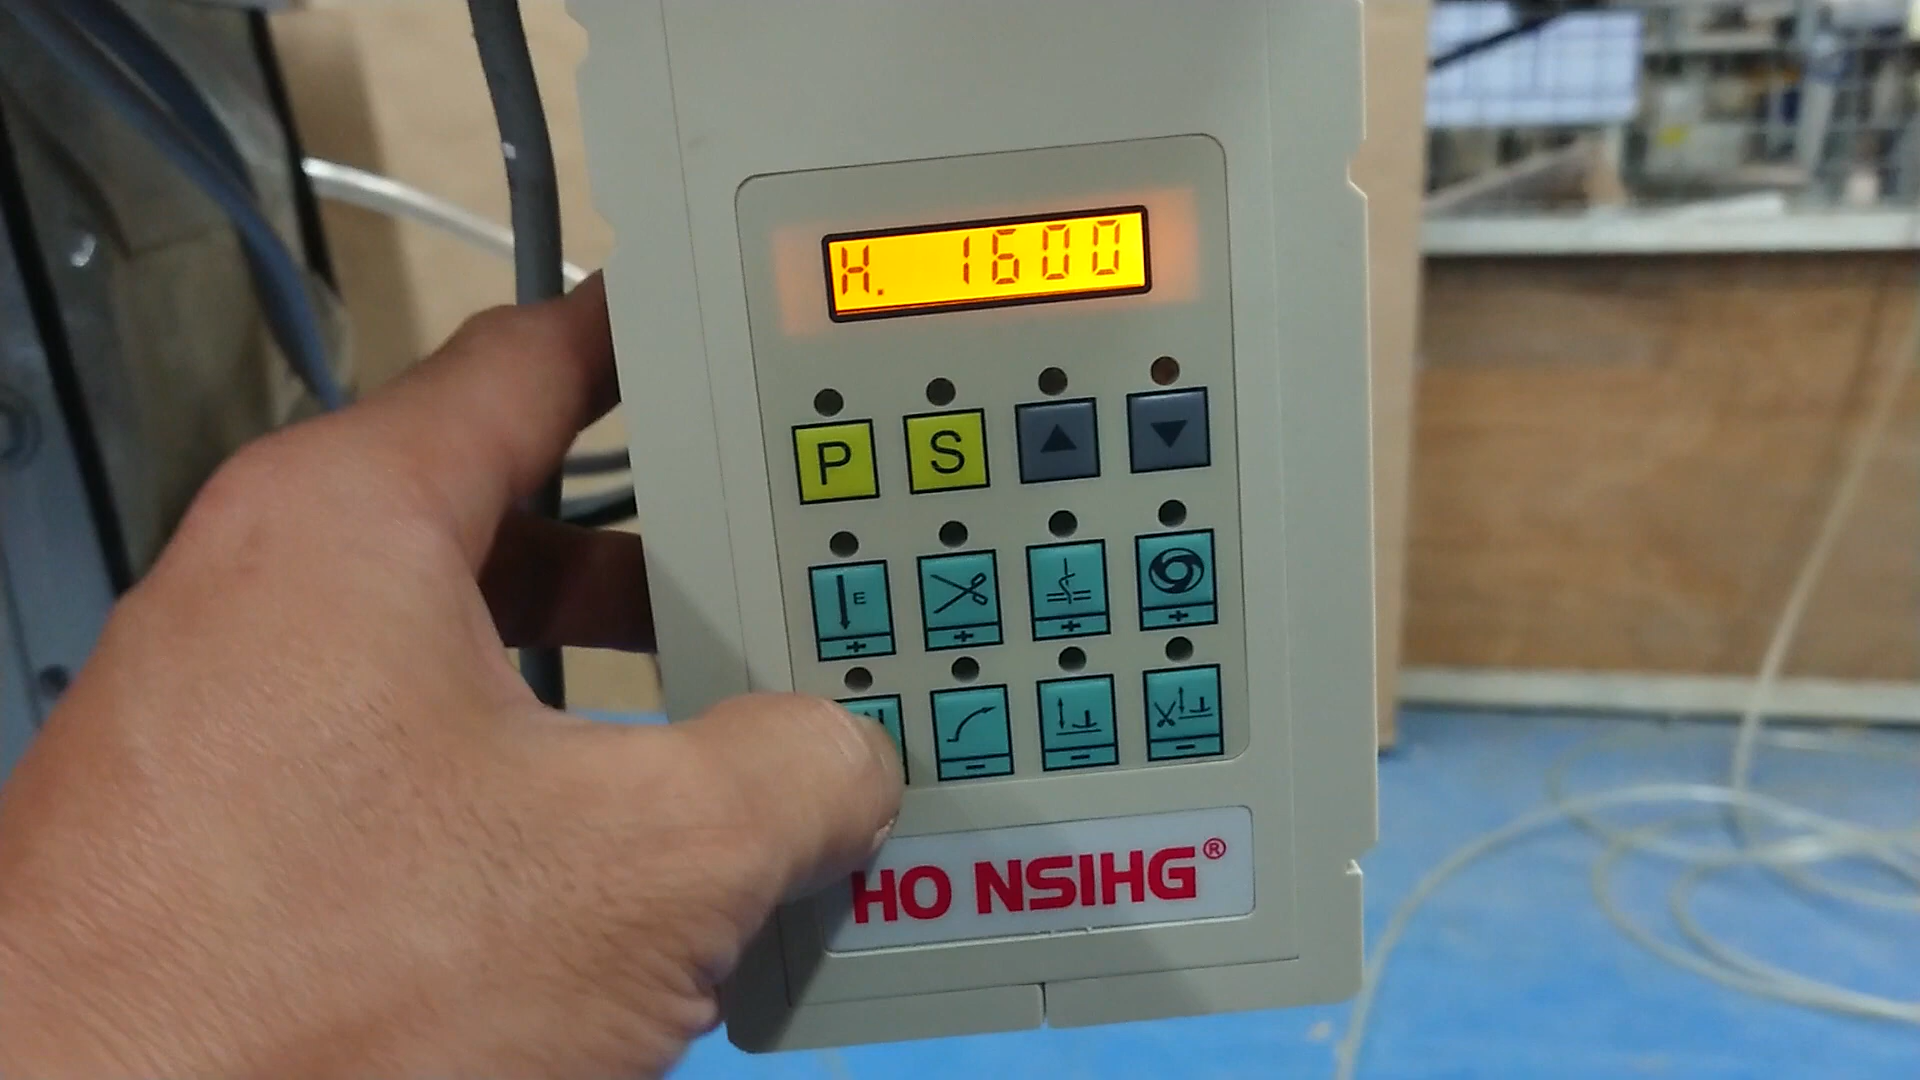 H. 1600
P S
E
+ + + +
- - -
HO NSIHG®